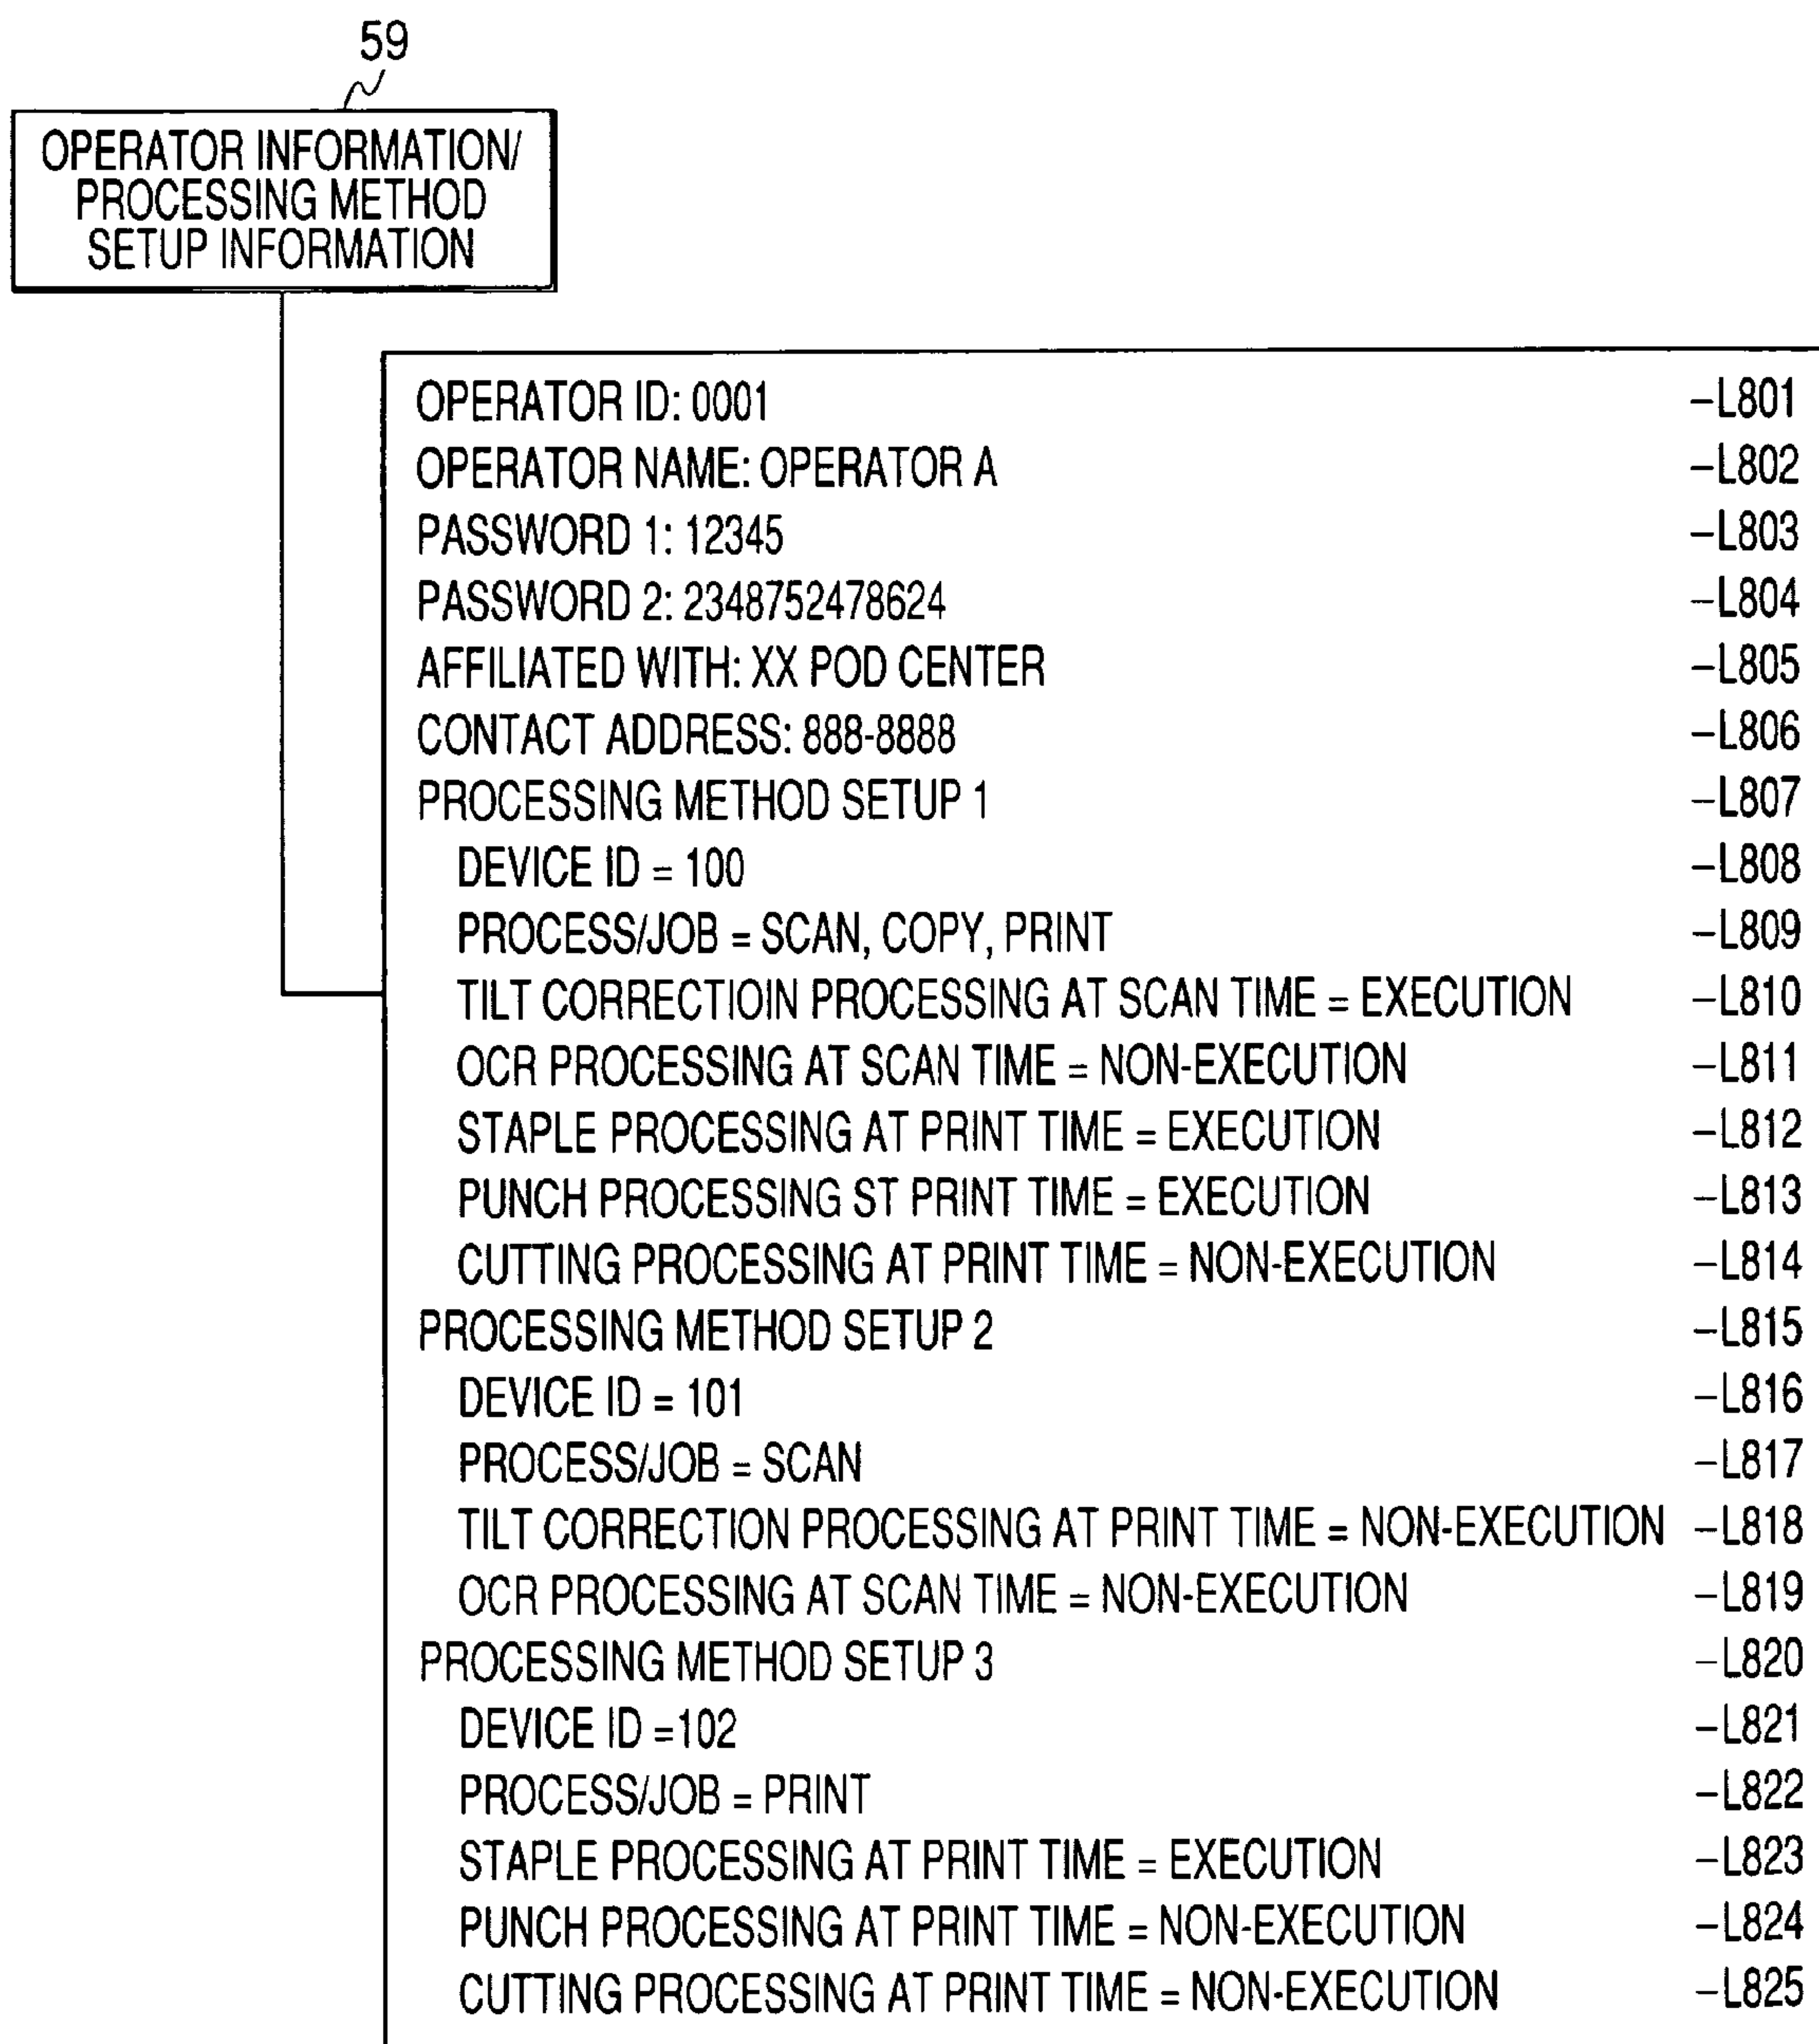 59
OPERATOR INFORMATION/
PROCESSING METHOD
SETUP INFORMATION
OPERATOR ID: 0001 –L801
OPERATOR NAME: OPERATOR A –L802
PASSWORD 1: 12345 –L803
PASSWORD 2: 2348752478624 –L804
AFFILIATED WITH: XX POD CENTER –L805
CONTACT ADDRESS: 888-8888 –L806
PROCESSING METHOD SETUP 1 –L807
DEVICE ID = 100 –L808
PROCESS/JOB = SCAN, COPY, PRINT –L809
TILT CORRECTIOIN PROCESSING AT SCAN TIME = EXECUTION –L810
OCR PROCESSING AT SCAN TIME = NON-EXECUTION –L811
STAPLE PROCESSING AT PRINT TIME = EXECUTION –L812
PUNCH PROCESSING ST PRINT TIME = EXECUTION –L813
CUTTING PROCESSING AT PRINT TIME = NON-EXECUTION –L814
PROCESSING METHOD SETUP 2 –L815
DEVICE ID = 101 –L816
PROCESS/JOB = SCAN –L817
TILT CORRECTION PROCESSING AT PRINT TIME = NON-EXECUTION –L818
OCR PROCESSING AT SCAN TIME = NON-EXECUTION –L819
PROCESSING METHOD SETUP 3 –L820
DEVICE ID =102 –L821
PROCESS/JOB = PRINT –L822
STAPLE PROCESSING AT PRINT TIME = EXECUTION –L823
PUNCH PROCESSING AT PRINT TIME = NON-EXECUTION –L824
CUTTING PROCESSING AT PRINT TIME = NON-EXECUTION –L825